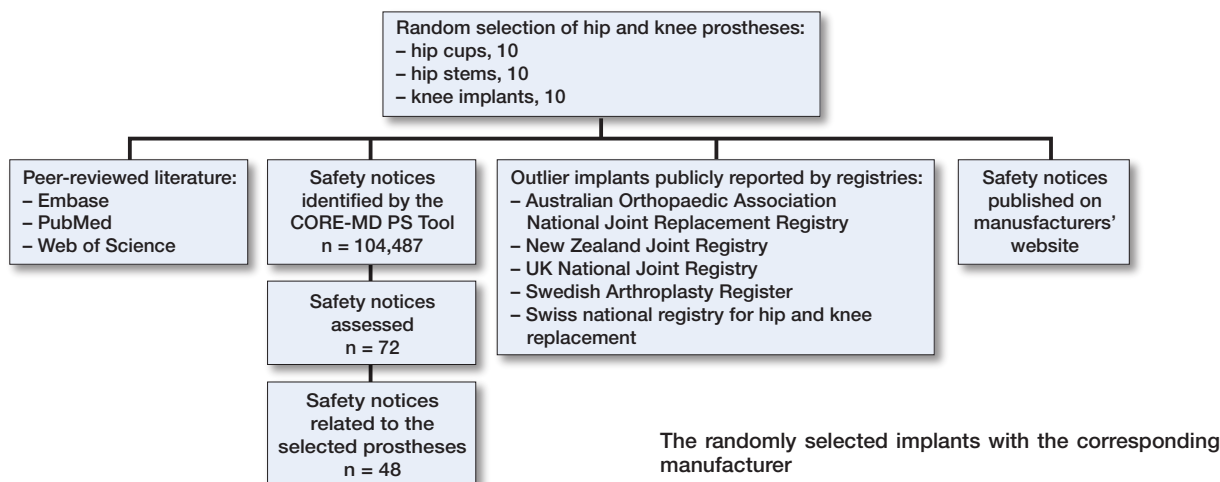 Random selection of hip and knee prostheses:
– hip cups, 10
– hip stems, 10
– knee implants, 10
Peer-reviewed literature:
– Embase
– PubMed
– Web of Science
Safety notices
identified by the
CORE-MD PS Tool
n = 104,487
Safety notices
assessed
n = 72
Safety notices
related to the
selected prostheses
n = 48
Outlier implants publicly reported by registries:
– Australian Orthopaedic Association
National Joint Replacement Registry
– New Zealand Joint Registry
– UK National Joint Registry
– Swedish Arthroplasty Register
– Swiss national registry for hip and knee
replacement
Safety notices
published on
manusfacturers’
website
The randomly selected implants with the corresponding
manufacturer